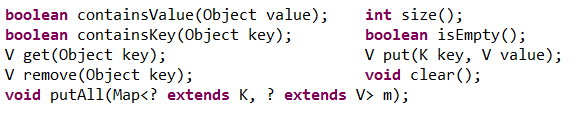 boolean containsValue(Object value);    int size();
boolean containsKey(Object key);        boolean isEmpty();
V get(Object key);                      V put(K key, V value);
V remove(Object key);                   void clear();
void putAll(Map<? extends K, ? extends V> m);